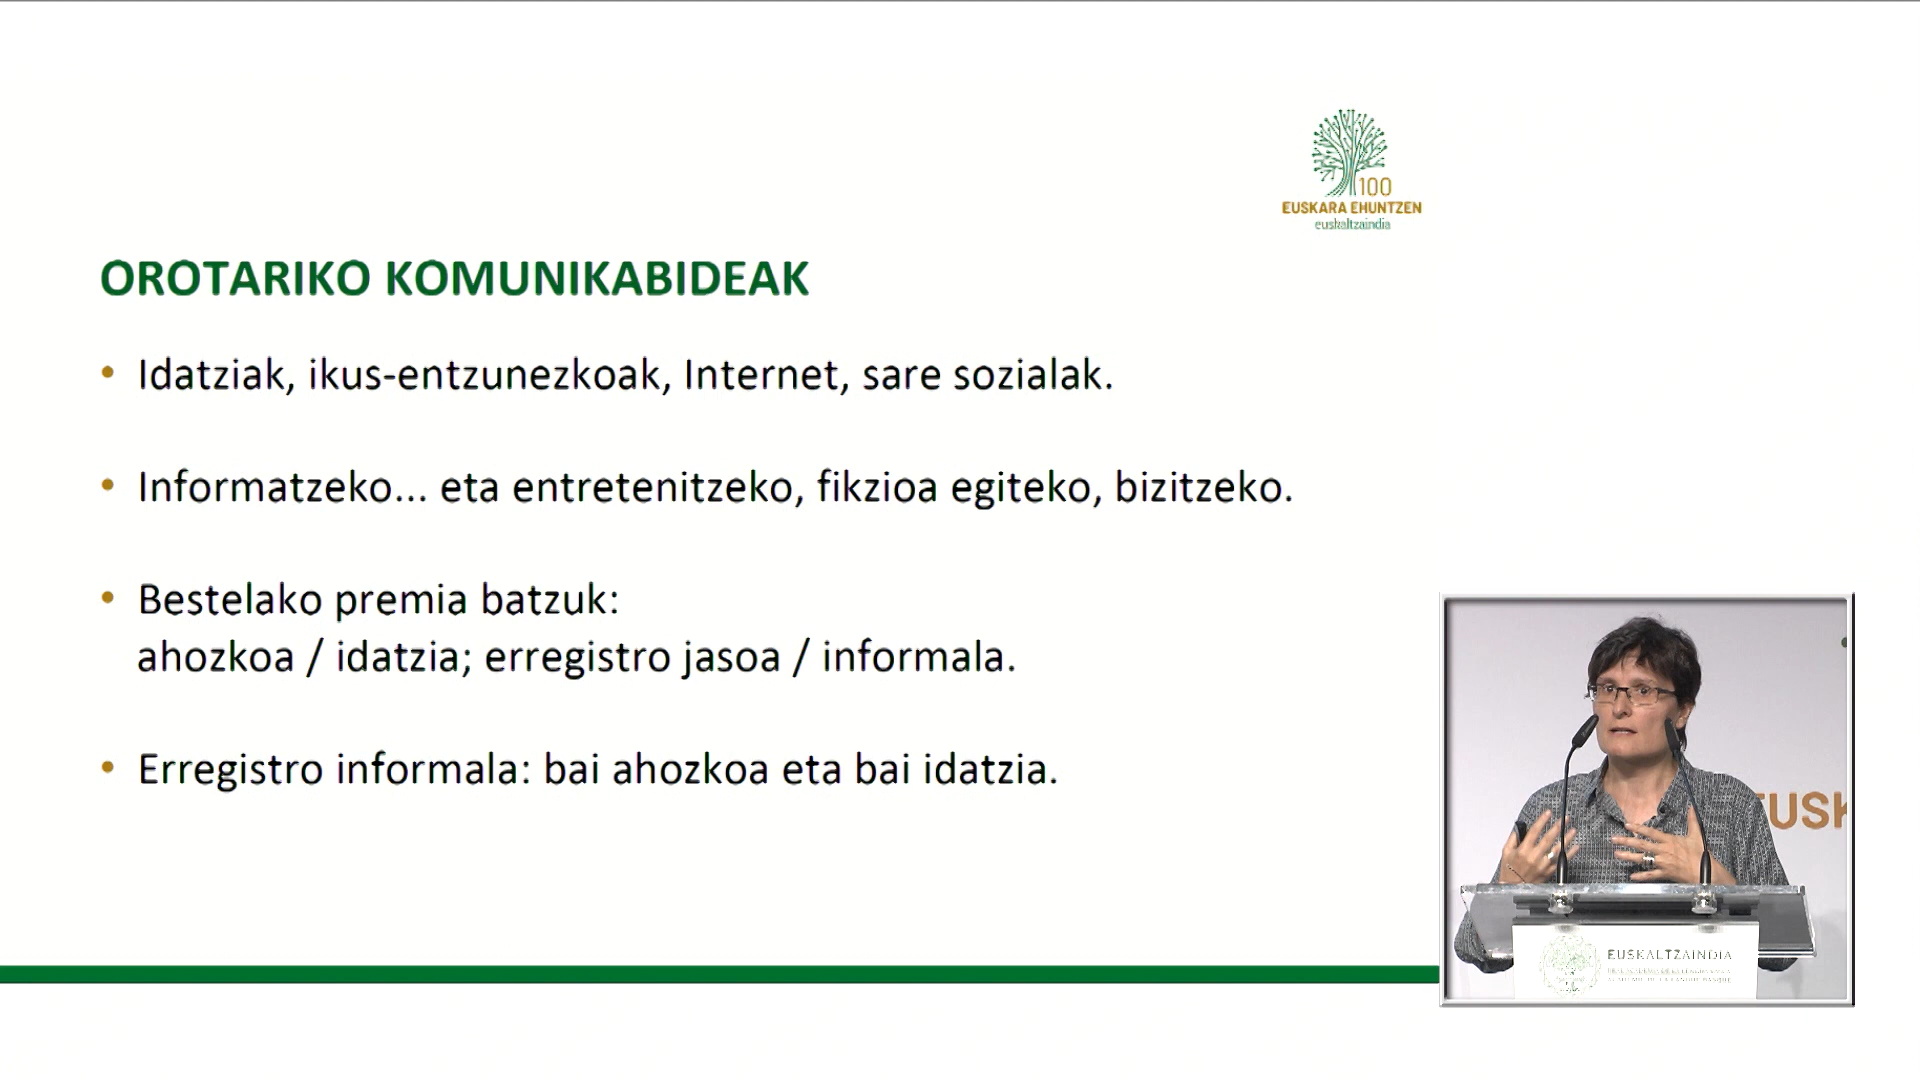 100
EUSKARA EHUNTZEN
euskaltzaindia
OROTARIKO KOMUNIKABIDEAK
• Idatziak, ikus-entzunezkoak, Internet, sare sozialak.
• Informatzeko... eta entretenitzeko, fikzioa egiteko, bizitzeko.
• Bestelako premia batzuk:
ahozkoa / idatzia; erregistro jasoa / informala.
• Erregistro informala: bai ahozkoa eta bai idatzia.
EUSK
EUSKALTZAINDIA